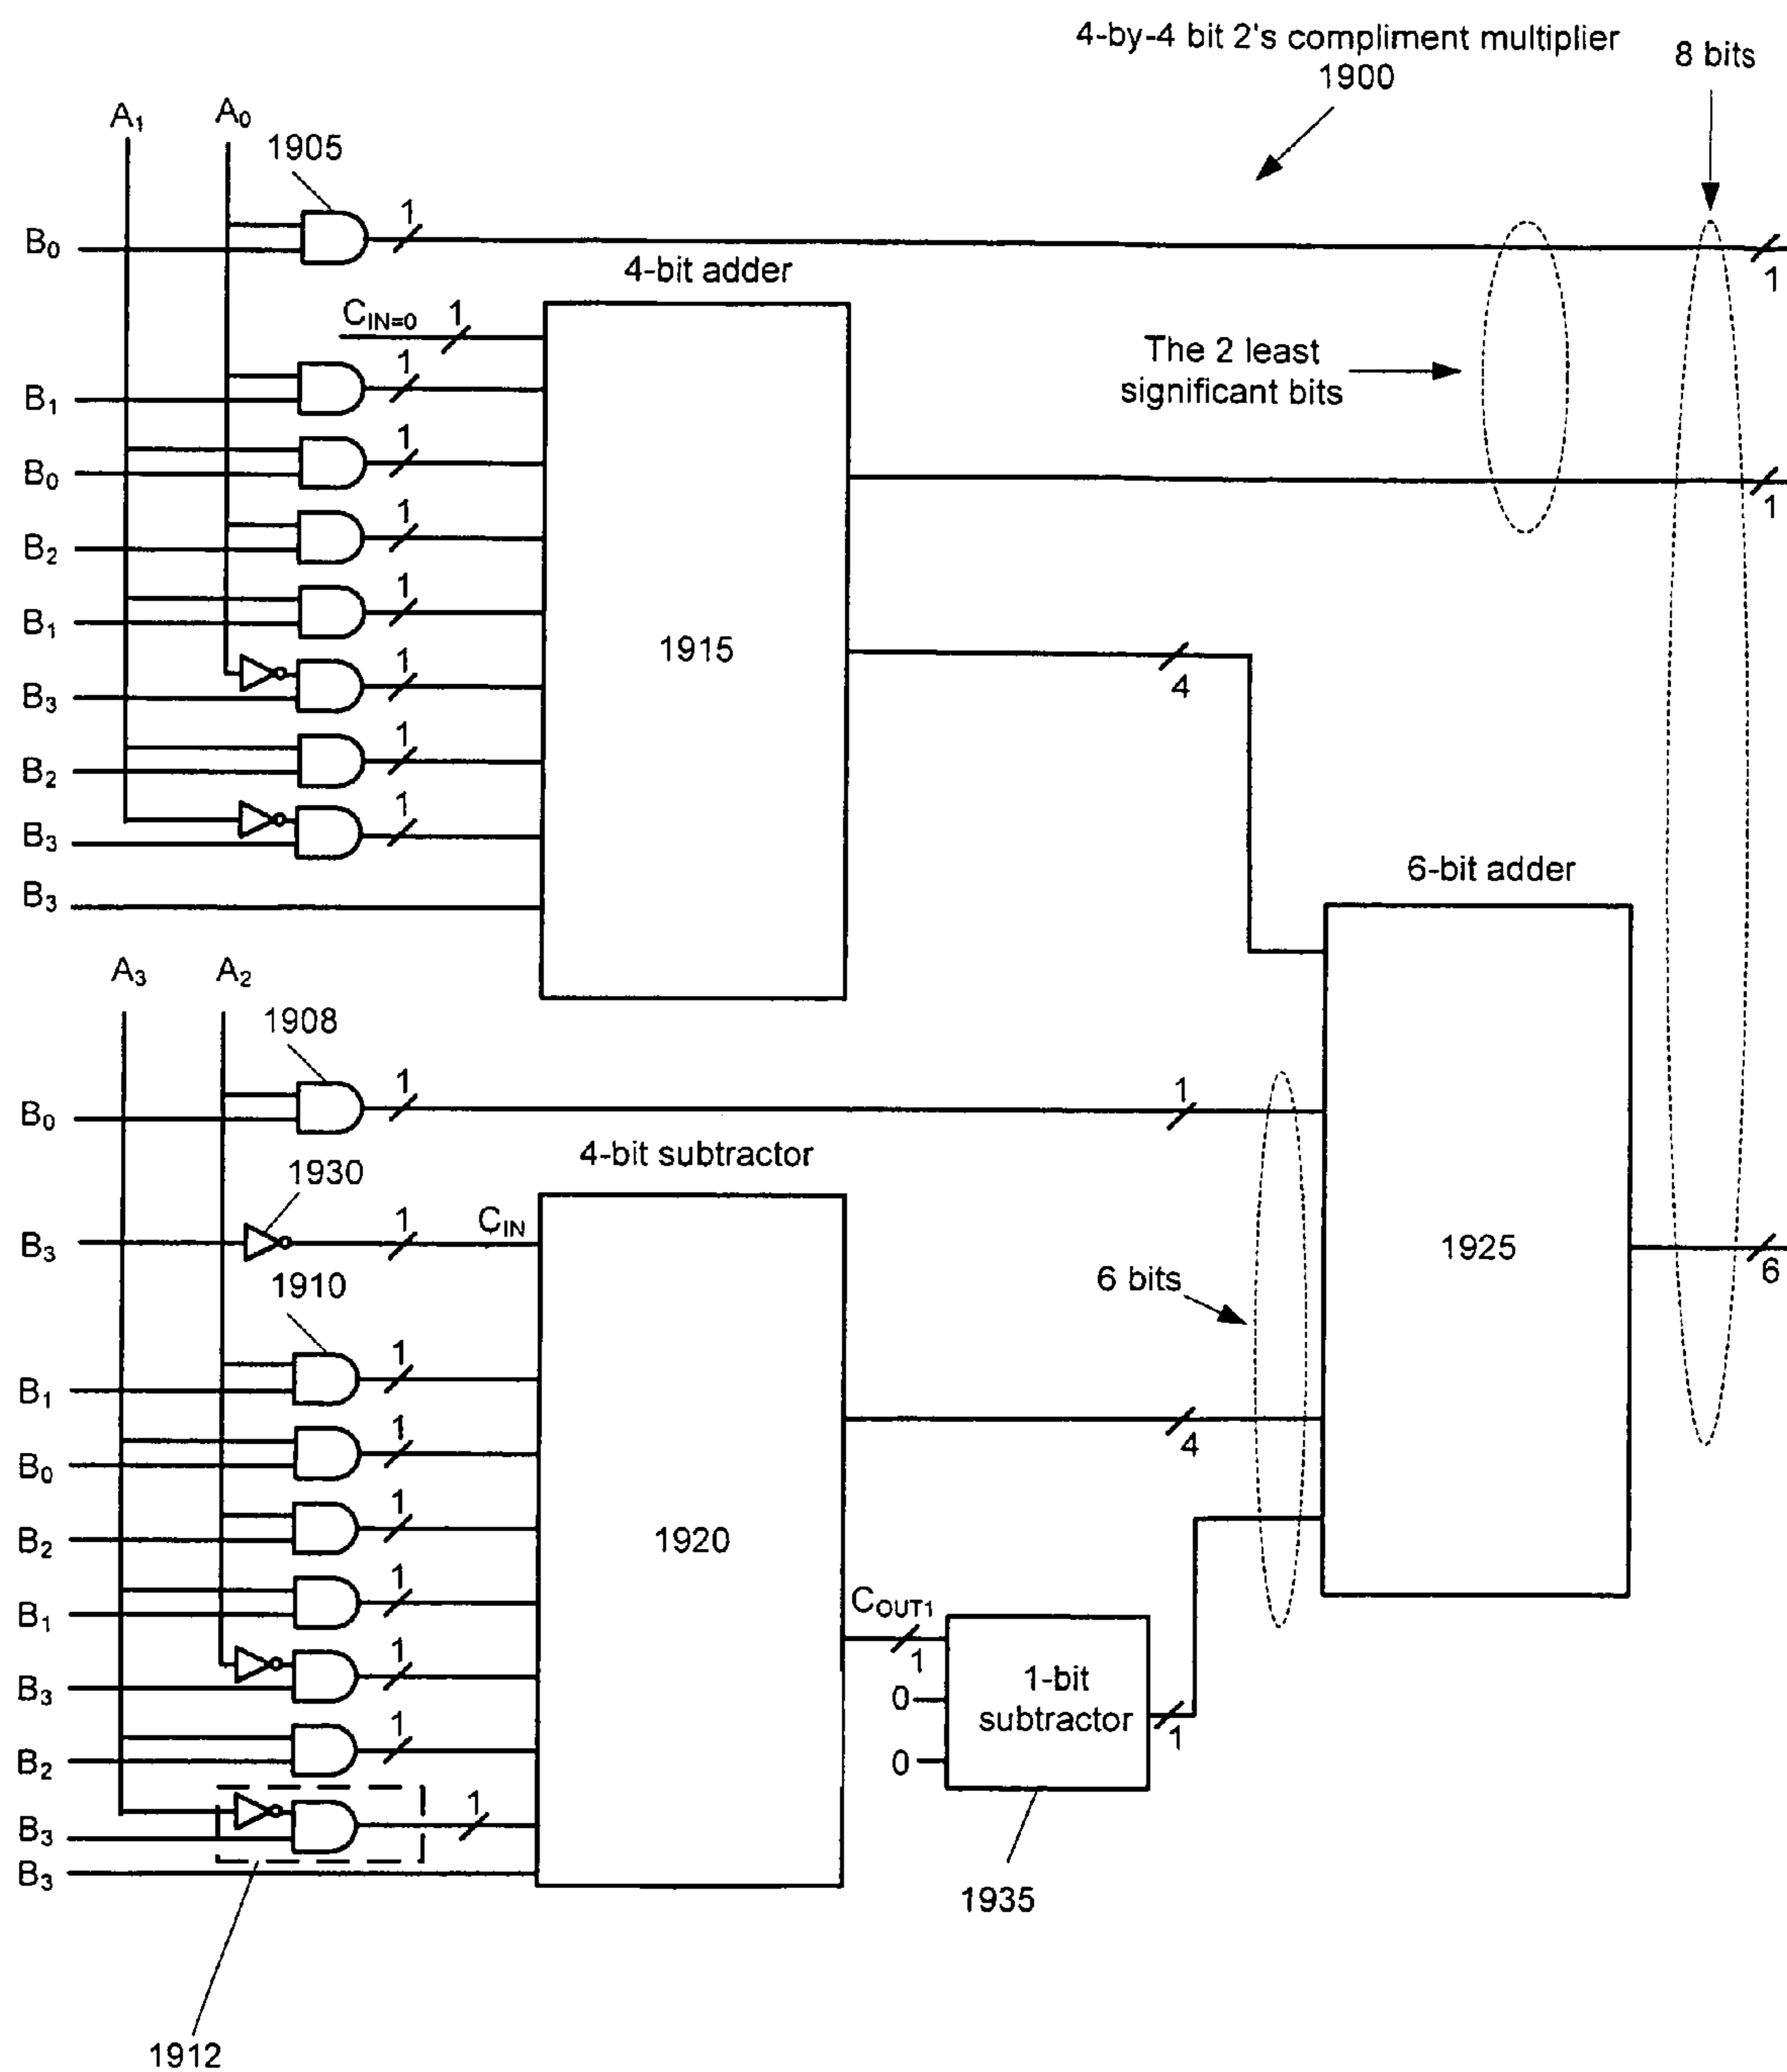 4-by-4 bit 2's compliment multiplier
1900
8 bits
A1
A0
1905
B0
1
1
4-bit adder
CIN=0
1
The 2 least
significant bits
B1
1
B0
1
1
B2
1
B1
1
1915
4
B3
1
B2
1
B3
1
B3
6-bit adder
A3
A2
1908
B0
1
1
4-bit subtractor
1930
B3
1
CIN
1925
6
1910
6 bits
B1
1
B0
1
4
B2
1
1920
B1
1
COUT1
1
B3
1
0
1-bit
subtractor
1
B2
1
0
B3
1
B3
1935
1912